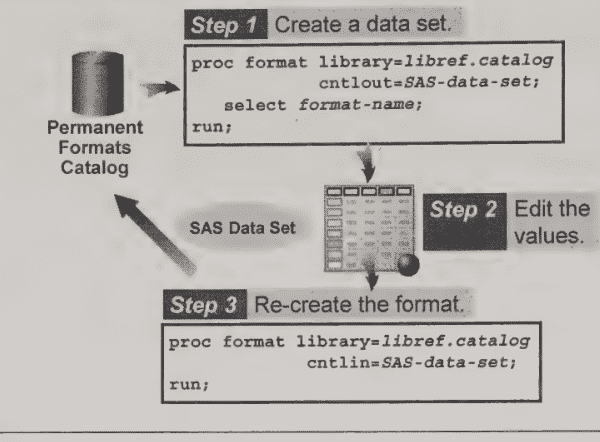 Step 1 Create a data set.
proc format library=libref.catalog
cntlout=SAS-data-set;
select format-name;
run;
Permanent
Formats
Catalog
SAS Data Set
Step 2 Edit the
values.
Step 3 Re-create the format.
proc format library=libref.catalog
cntlin=SAS-data-set;
run;